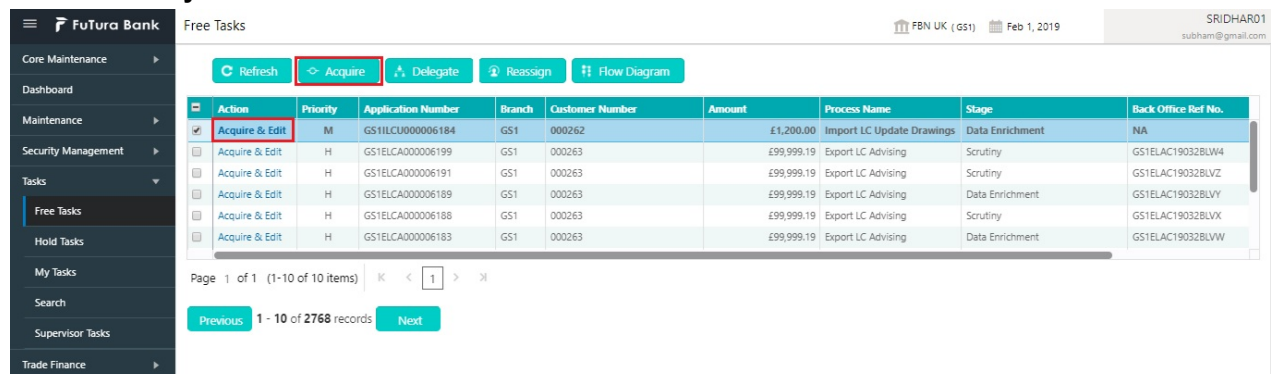 FuTura Bank
Free Tasks
FBN UK ( GS1)
Feb 1, 2019
SRIDHAR01
subham@gmail.com
Core Maintenance
Dashboard
Maintenance
Security Management
Tasks
Free Tasks
Hold Tasks
My Tasks
Search
Supervisor Tasks
Trade Finance
Refresh Acquire Delegate Reassign Flow Diagram
Action Priority Application Number Branch Customer Number Amount Process Name Stage Back Office Ref No.
Acquire & Edit M GS1ILCU000006184 GS1 000262 £1,200.00 Import LC Update Drawings Data Enrichment NA
Acquire & Edit H GS1ELCA000006199 GS1 000263 £99,999.19 Export LC Advising Scrutiny GS1ELAC19032BLW4
Acquire & Edit H GS1ELCA000006191 GS1 000263 £99,999.19 Export LC Advising Scrutiny GS1ELAC19032BLVZ
Acquire & Edit H GS1ELCA000006189 GS1 000263 £99,999.19 Export LC Advising Data Enrichment GS1ELAC19032BLVY
Acquire & Edit H GS1ELCA000006188 GS1 000263 £99,999.19 Export LC Advising Scrutiny GS1ELAC19032BLVX
Acquire & Edit H GS1ELCA000006183 GS1 000263 £99,999.19 Export LC Advising Data Enrichment GS1ELAC19032BLVW
Page 1 of 1 (1-10 of 10 items) K < 1 > X
Previous 1 - 10 of 2768 records Next